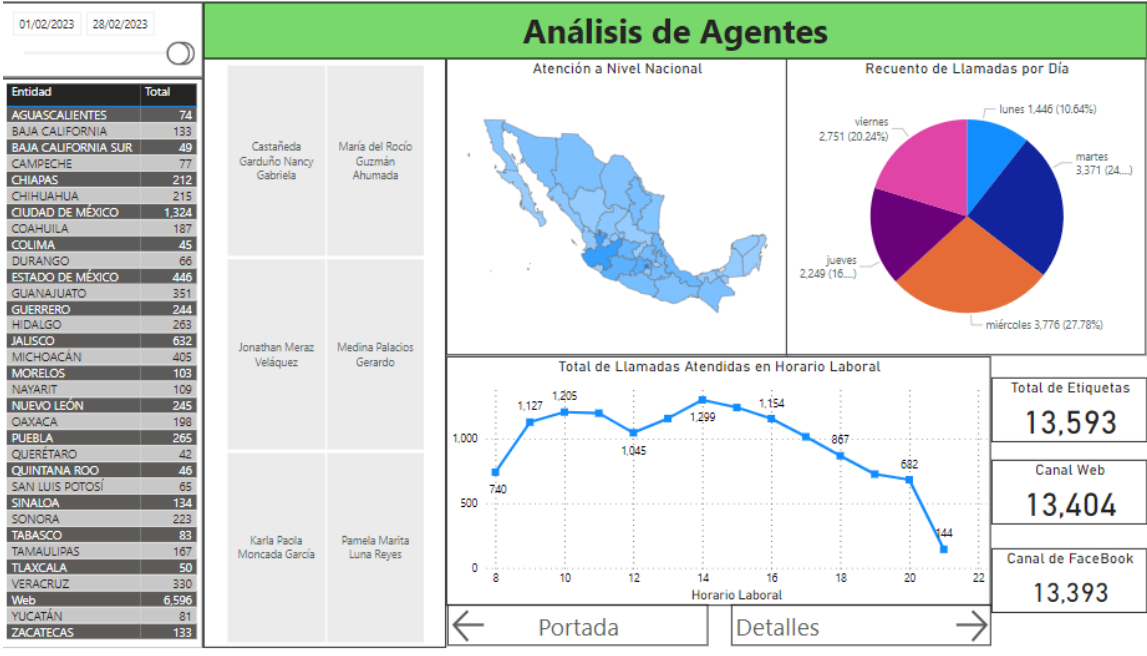 01/02/2023 28/02/2023
Análisis de Agentes
Entidad Total
AGUASCALIENTES 74
BAJA CALIFORNIA 133
BAJA CALIFORNIA SUR 49
CAMPECHE 77
CHIAPAS 212
CHIHUAHUA 215
CIUDAD DE MÉXICO 1,324
COAHUILA 187
COLIMA 45
DURANGO 66
ESTADO DE MÉXICO 446
GUANAJUATO 351
GUERRERO 244
HIDALGO 263
JALISCO 632
MICHOACÁN 405
MORELOS 103
NAYARIT 109
NUEVO LEÓN 245
OAXACA 198
PUEBLA 265
QUERÉTARO 42
QUINTANA ROO 46
SAN LUIS POTOSÍ 65
SINALOA 134
SONORA 223
TABASCO 83
TAMAULIPAS 167
TLAXCALA 50
VERACRUZ 330
Web 6,596
YUCATÁN 81
ZACATECAS 133
Castañeda
Garduño Nancy
Gabriela
María del Rocío
Guzmán
Ahumada
Jonathan Meraz
Veláquez
Medina Palacios
Gerardo
Karla Paola
Moncada García
Pamela Marita
Luna Reyes
Atención a Nivel Nacional
Recuento de Llamadas por Día
lunes 1,446 (10.64%)
martes
3,371 (24....)
miércoles 3,776 (27.78%)
jueves
2,249 (16....)
viernes
2,751 (20.24%)
Total de Llamadas Atendidas en Horario Laboral
1,000
500
0
740
1,127
1,205
1,045
1,299
1,154
867
682
144
8 10 12 14 16 18 20 22
Horario Laboral
Total de Etiquetas
13,593
Canal Web
13,404
Canal de FaceBook
13,393
Portada
Detalles